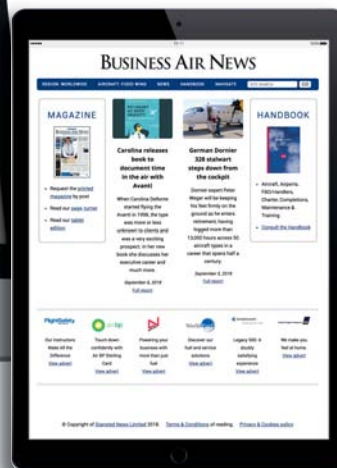 BUSINESS AIR NEWS
REGION: WORLDWIDE AIRCRAFT: FIXED WING NEWS HANDBOOK NAVIGATE
MAGAZINE
Request the printed
magazine by post
Read our page turner
Read our tablet
edition
Carolina releases
book to
document time
in the air with
Avanti
When Carolina Gefaorte
started flying the
Avanti in 1998, the type
was more or less
unknown to clients and
was a very exciting
prospect. In her new
book she discusses her
executive career and
much more.
September 5, 2018
Full report
German Dornier
328 stalwart
steps down from
the cockpit
Dornier expert Peter
Weger will be keeping
his feet firmly on the
ground as he enters
retirement, having
logged more than
13,000 hours across 50
aircraft types in a
career that spans half a
century.
September 5, 2018
Full report
HANDBOOK
Aircraft, Airports,
FBO/Handlers,
Charter, Completions,
Maintenance &
Training
Consult the Handbook
FlightSafety
Our instructors
Make All the
Difference
View advert
air bp
Touch down
confidently with
Air BP Sterling
Card
View advert
Powering your
business with
more than just
fuel
View advert
World
Discover our
fuel and service
solutions
View advert
Legacy 500: A
doubly
satisfying
experience
View advert
We make you
feel at home
View advert
© Copyright of Stansted News Limited 2018. Terms & Conditions of reading. Privacy & Cookies policy